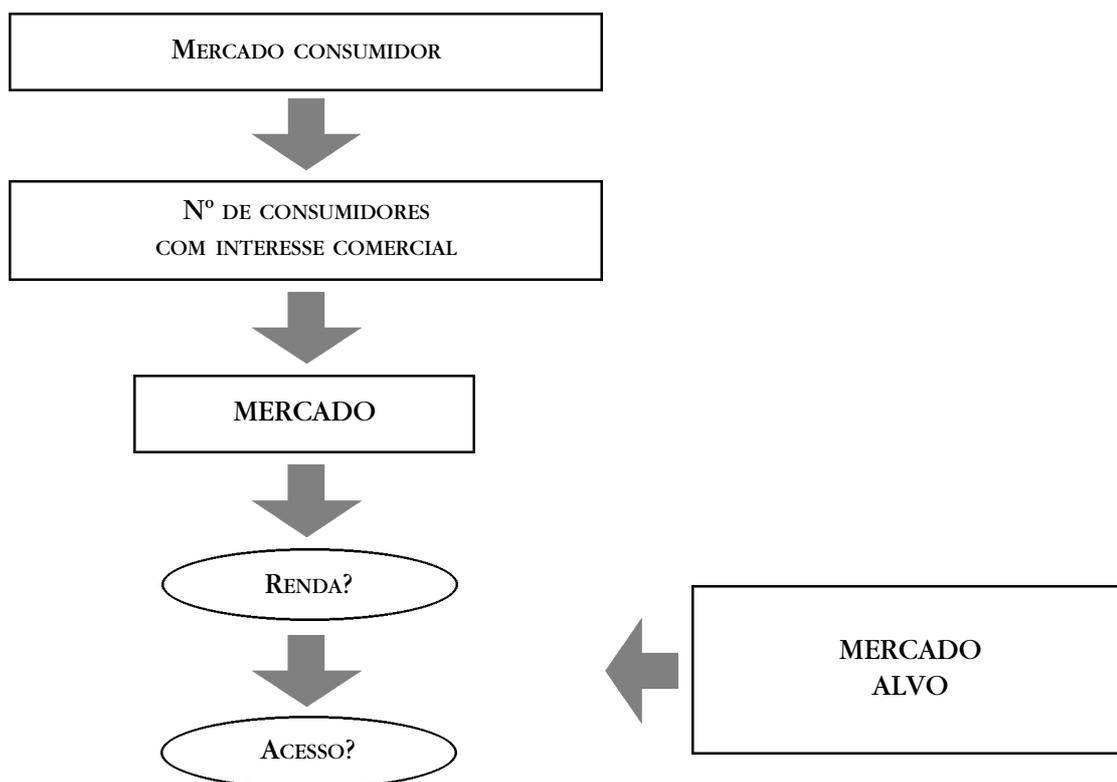 MERCADO CONSUMIDOR
Nº DE CONSUMIDORES
COM INTERESSE COMERCIAL
MERCADO
RENDA?
MERCADO
ALVO
ACESSO?